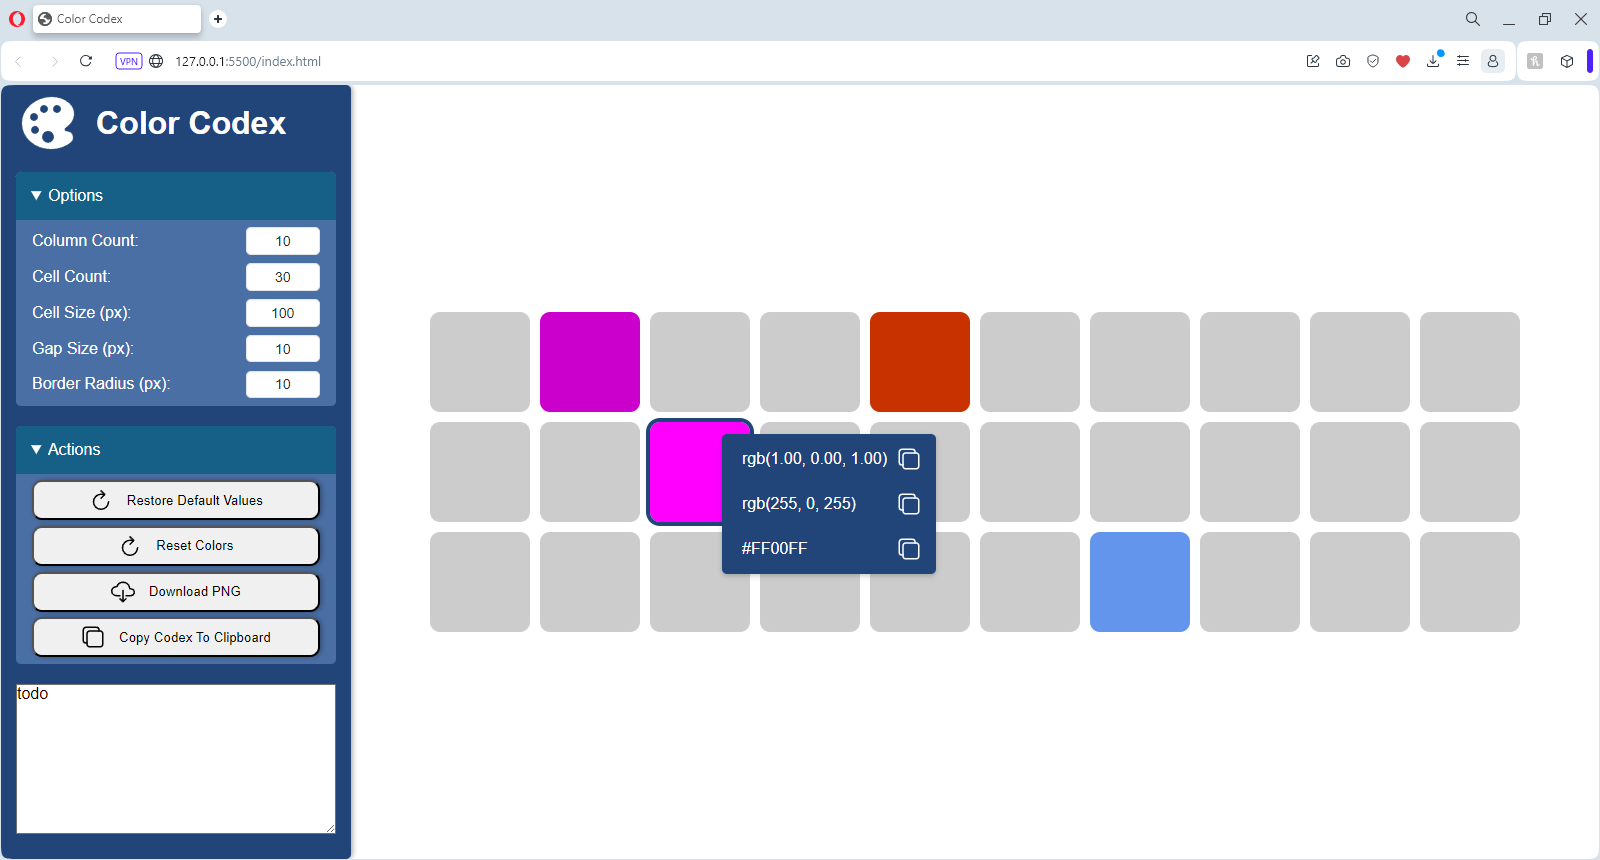 Color Codex
VPN
127.0.0.1:5500/index.html
Color Codex
Options
Column Count: 10
Cell Count: 30
Cell Size (px): 100
Gap Size (px): 10
Border Radius (px): 10
Actions
Restore Default Values
Reset Colors
Download PNG
Copy Codex To Clipboard
todo
rgb(1.00, 0.00, 1.00)
rgb(255, 0, 255)
#FF00FF